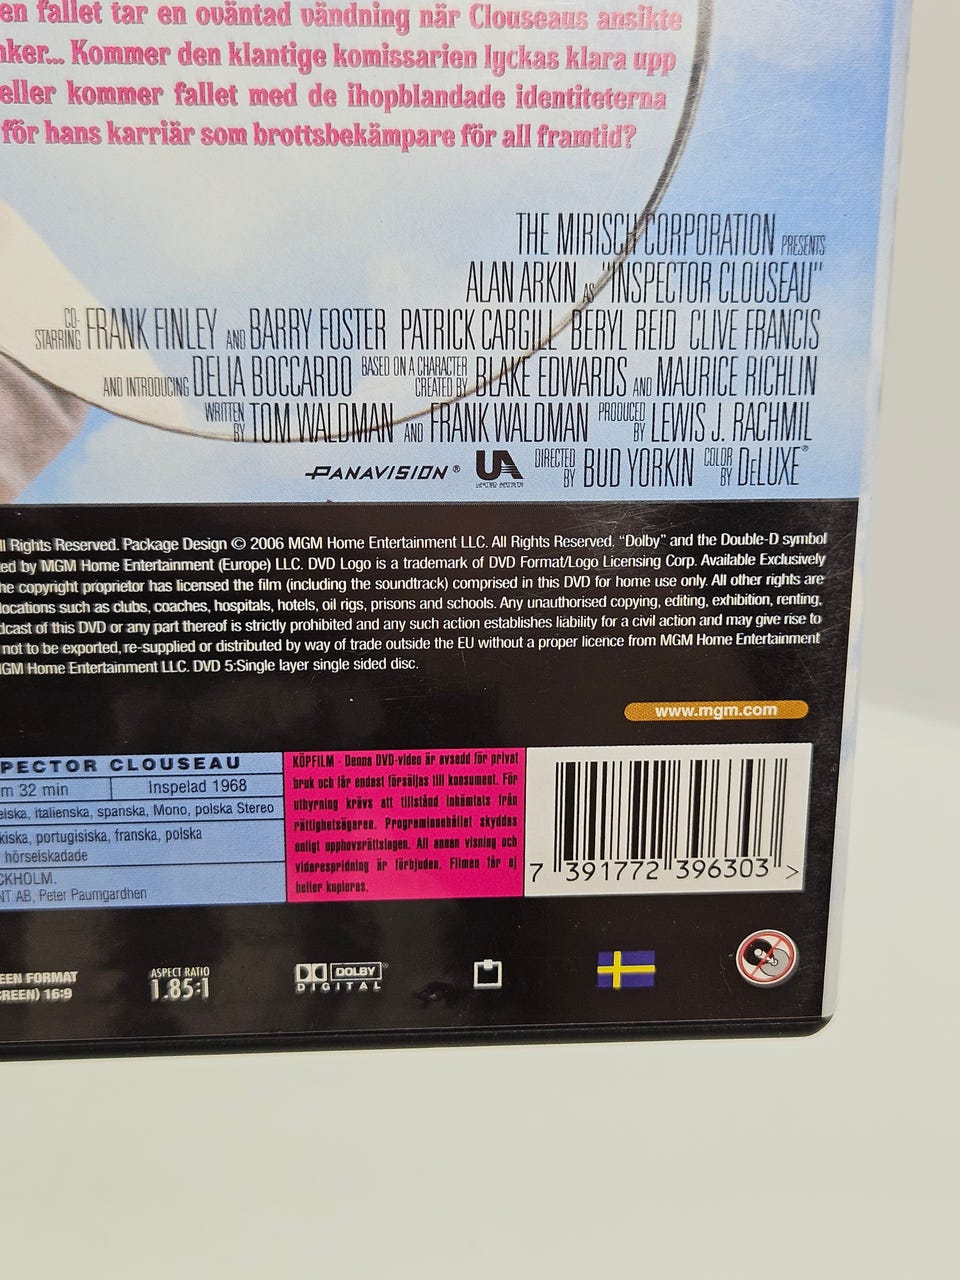 en fallet tar en oväntad vändning när Clouseaus ansikte
nker... Kommer den klantige komissarien lyckas klara upp
eller kommer fallet med de ihopblandade identiteterna
för hans karriär som brottsbekämpare för all framtid?
THE MIRISCH CORPORATION PRESENTS
ALAN ARKIN AS "INSPECTOR CLOUSEAU"
CO-STARRING FRANK FINLEY AND BARRY FOSTER PATRICK CARGILL BERYL REID CLIVE FRANCIS
AND INTRODUCING DELIA BOCCARDO BASED ON A CHARACTER CREATED BY BLAKE EDWARDS AND MAURICE RICHLIN
WRITTEN BY TOM WALDMAN AND FRANK WALDMAN PRODUCED BY LEWIS J. RACHMIL
PANAVISION® UA DIRECTED BY BUD YORKIN COLOR BY DeLUXE®
ll Rights Reserved. Package Design © 2006 MGM Home Entertainment LLC. All Rights Reserved. “Dolby” and the Double-D symbol
ed by MGM Home Entertainment (Europe) LLC. DVD Logo is a trademark of DVD Format/Logo Licensing Corp. Available Exclusively
he copyright proprietor has licensed the film (including the soundtrack) comprised in this DVD for home use only. All other rights are
locations such as clubs, coaches, hospitals, hotels, oil rigs, prisons and schools. Any unauthorised copying, editing, exhibition, renting,
dcast of this DVD or any part thereof is strictly prohibited and any such action establishes liability for a civil action and may give rise to
not to be exported, re-supplied or distributed by way of trade outside the EU without a proper licence from MGM Home Entertainment
GM Home Entertainment LLC. DVD 5:Single layer single sided disc.
www.mgm.com
PECTOR CLOUSEAU
m 32 min Inspelad 1968
elska, italienska, spanska, Mono, polska Stereo
kiska, portugisiska, franska, polska
hörselskadade
CKHOLM.
NT AB, Peter Paumgardhen
KÖPFILM - Denna DVD-video är avsedd för privat
bruk och får endast försäljas till konsument. För
uthyrning krävs att tillstånd inhämtats från
rättighetsägaren. Programinnehållet skyddas
enligt upphovsrättslagen. All annan visning och
vidarespridning är förbjuden. Filmen får ej
heller kopieras.
7 391772 396303 >
EEN FORMAT
REEN) 16:9
ASPECT RATIO
1.85:1
DOLBY
DIGITAL